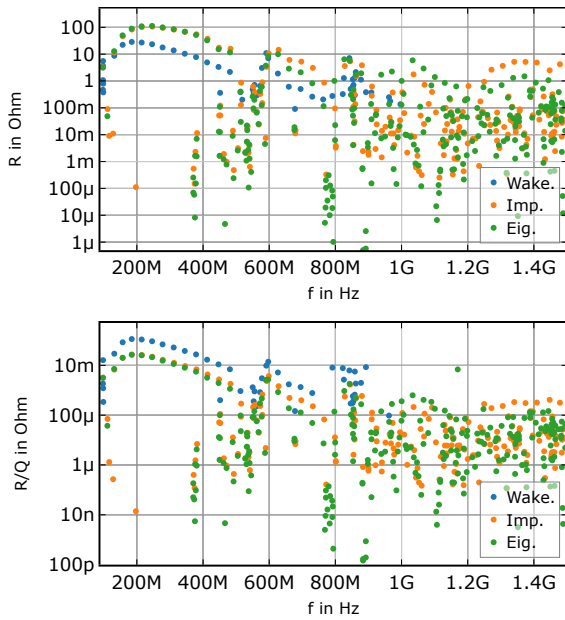 100
10
1
100m
10m
1m
100µ
10µ
1µ
R in Ohm
Wake.
Imp.
Eig.
200M 400M 600M 800M 1G 1.2G 1.4G
f in Hz
10m
100µ
1µ
10n
100p
R/Q in Ohm
Wake.
Imp.
Eig.
200M 400M 600M 800M 1G 1.2G 1.4G
f in Hz